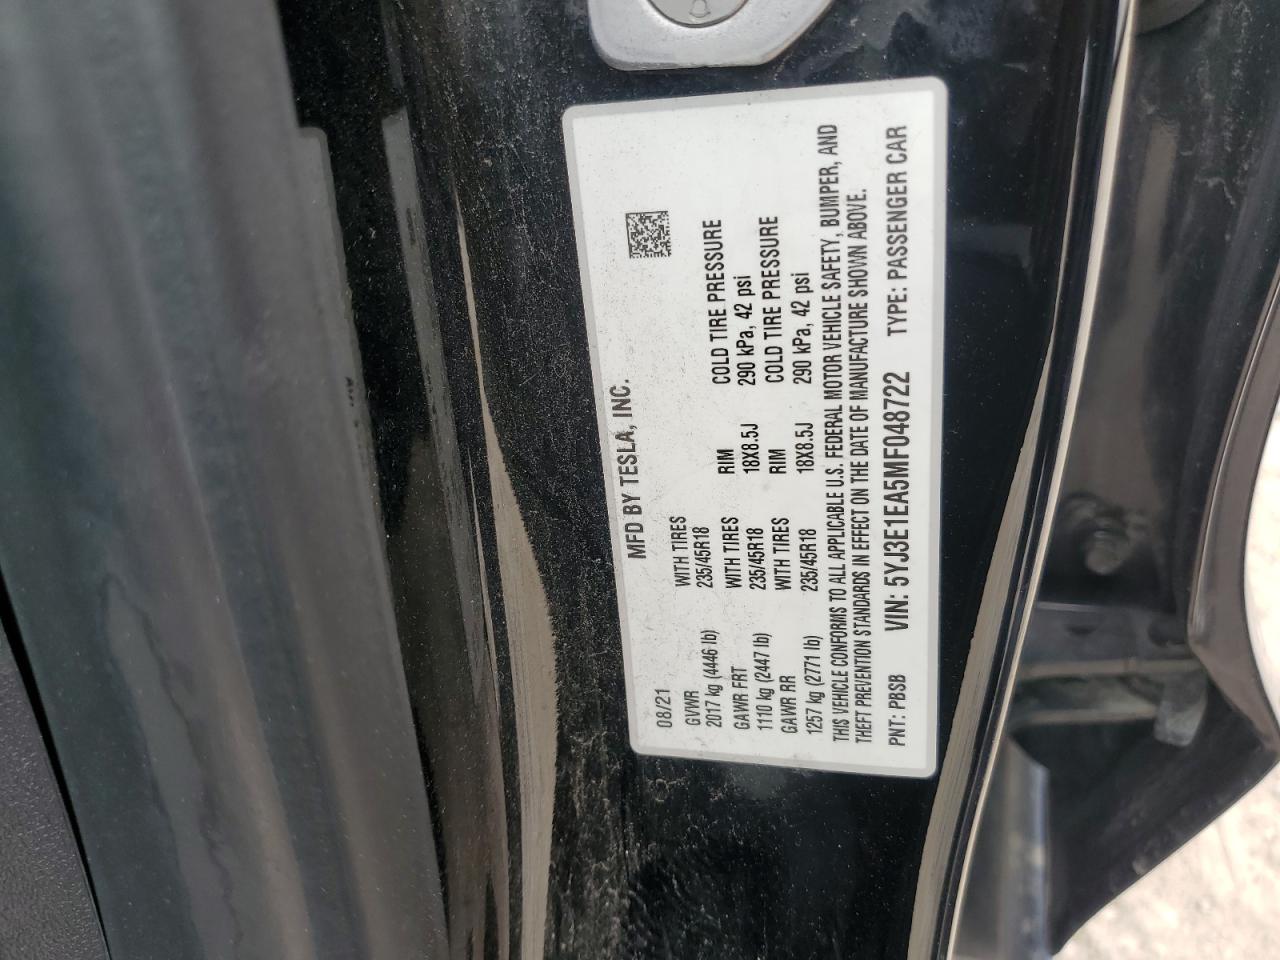 MFD BY TESLA, INC.
08/21
GVWR WITH TIRES RIM COLD TIRE PRESSURE
2017 kg (4446 lb) 235/45R18 18X8.5J 290 kPa, 42 psi
GAWR FRT WITH TIRES RIM COLD TIRE PRESSURE
1110 kg (2447 lb) 235/45R18 18X8.5J 290 kPa, 42 psi
GAWR RR WITH TIRES
1257 kg (2771 lb) 235/45R18
THIS VEHICLE CONFORMS TO ALL APPLICABLE U.S. FEDERAL MOTOR VEHICLE SAFETY, BUMPER, AND
THEFT PREVENTION STANDARDS IN EFFECT ON THE DATE OF MANUFACTURE SHOWN ABOVE.
PNT: PBSB VIN: 5YJ3E1EA5MF048722 TYPE: PASSENGER CAR